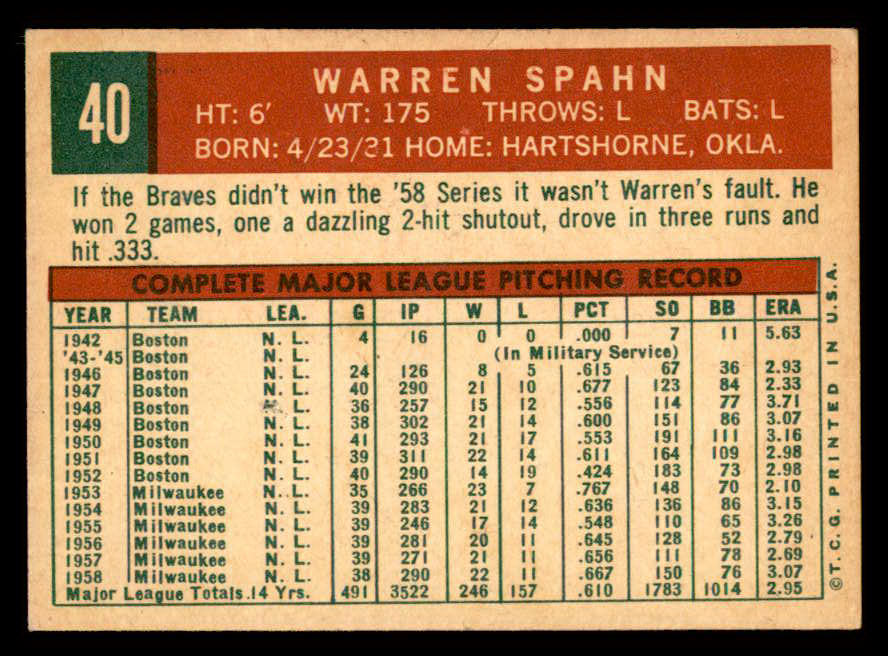 40
WARREN SPAHN
HT: 6' WT: 175 THROWS: L BATS: L
BORN: 4/23/31 HOME: HARTSHORNE, OKLA.
If the Braves didn't win the '58 Series it wasn't Warren's fault. He
won 2 games, one a dazzling 2-hit shutout, drove in three runs and
hit .333.
COMPLETE MAJOR LEAGUE PITCHING RECORD
YEAR TEAM LEA. G IP W L PCT SO BB ERA
1942 Boston N. L. 4 16 0 0 .000 7 11 5.63
'43-'45 Boston N. L. (In Military Service)
1946 Boston N. L. 24 126 8 5 .615 67 36 2.93
1947 Boston N. L. 40 290 21 10 .677 123 84 2.33
1948 Boston N. L. 36 257 15 12 .556 114 77 3.71
1949 Boston N. L. 38 302 21 14 .600 151 86 3.07
1950 Boston N. L. 41 293 21 17 .553 191 111 3.16
1951 Boston N. L. 39 311 22 14 .611 164 109 2.98
1952 Boston N. L. 40 290 14 19 .424 183 73 2.98
1953 Milwaukee N. L. 35 266 23 7 .767 148 70 2.10
1954 Milwaukee N. L. 39 283 21 12 .636 136 86 3.15
1955 Milwaukee N. L. 39 246 17 14 .548 110 65 3.26
1956 Milwaukee N. L. 39 281 20 11 .645 128 52 2.79
1957 Milwaukee N. L. 39 271 21 11 .656 111 78 2.69
1958 Milwaukee N. L. 38 290 22 11 .667 150 76 3.07
Major League Totals.14 Yrs. 491 3522 246 157 .610 1783 1014 2.95
©T.C.G. PRINTED IN U.S.A.